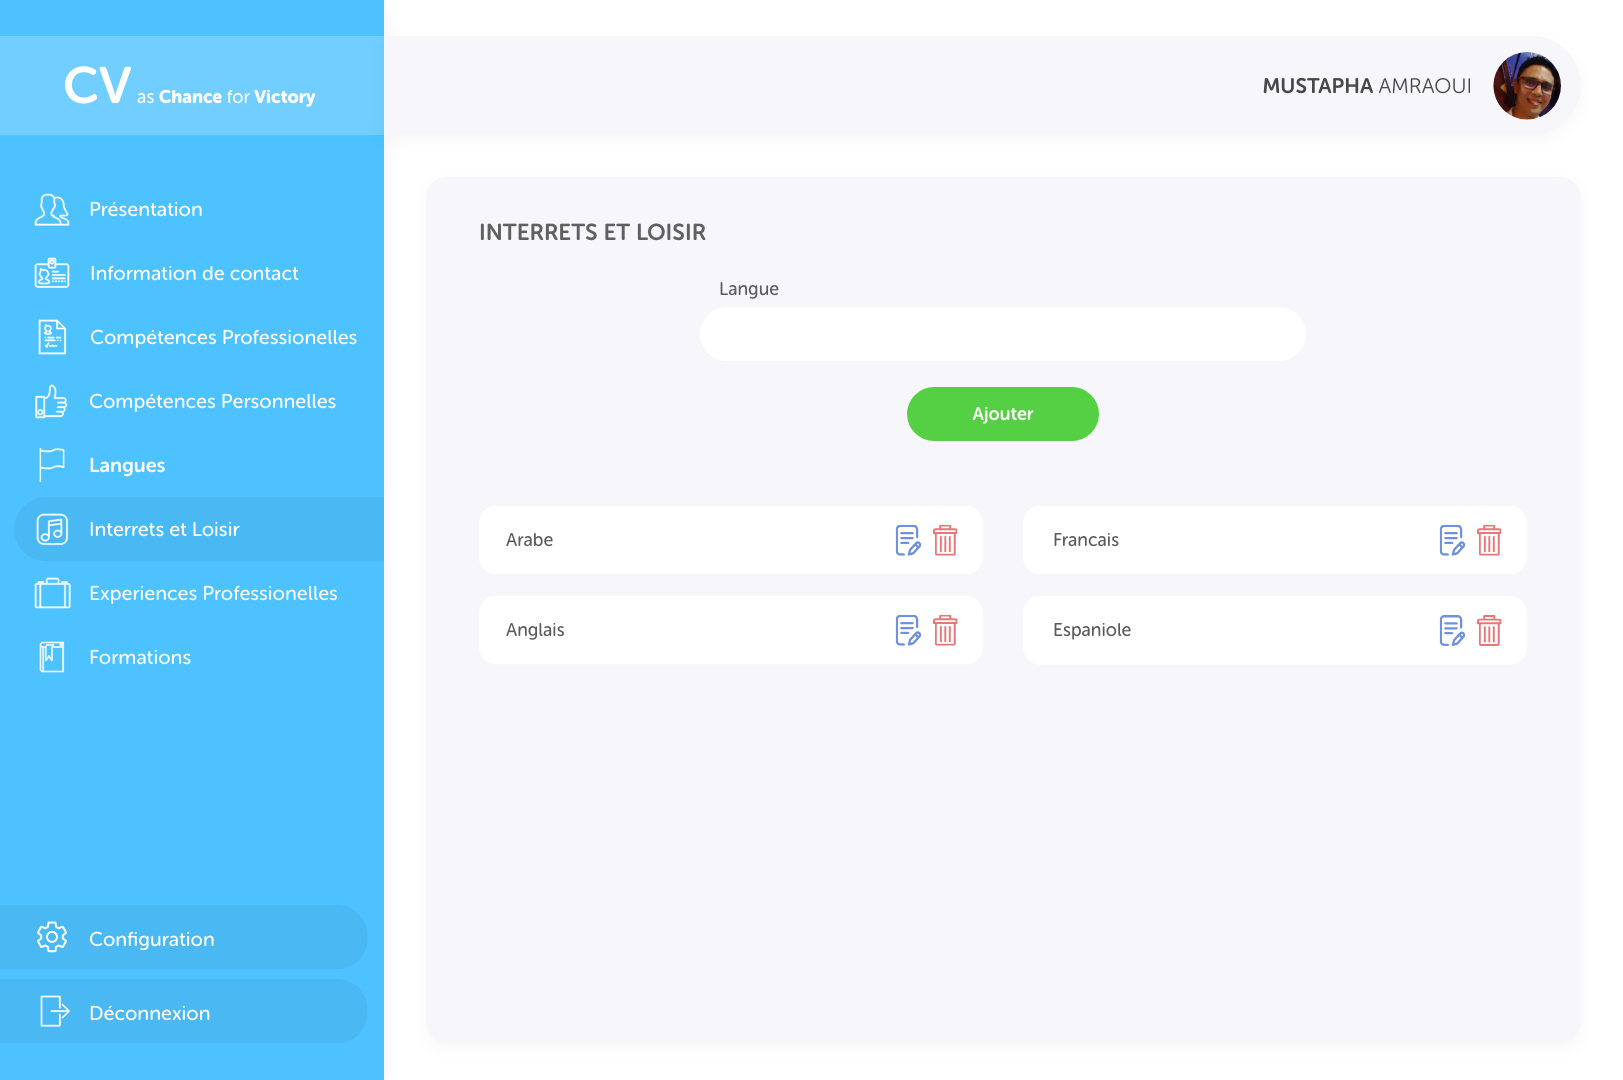 CV as Chance for Victory
MUSTAPHA AMRAOUI
Présentation
Information de contact
Compétences Professionelles
Compétences Personnelles
Langues
Interrets et Loisir
Experiences Professionelles
Formations
Configuration
Déconnexion
INTERRETS ET LOISIR
Langue
Ajouter
Arabe
Francais
Anglais
Espaniole